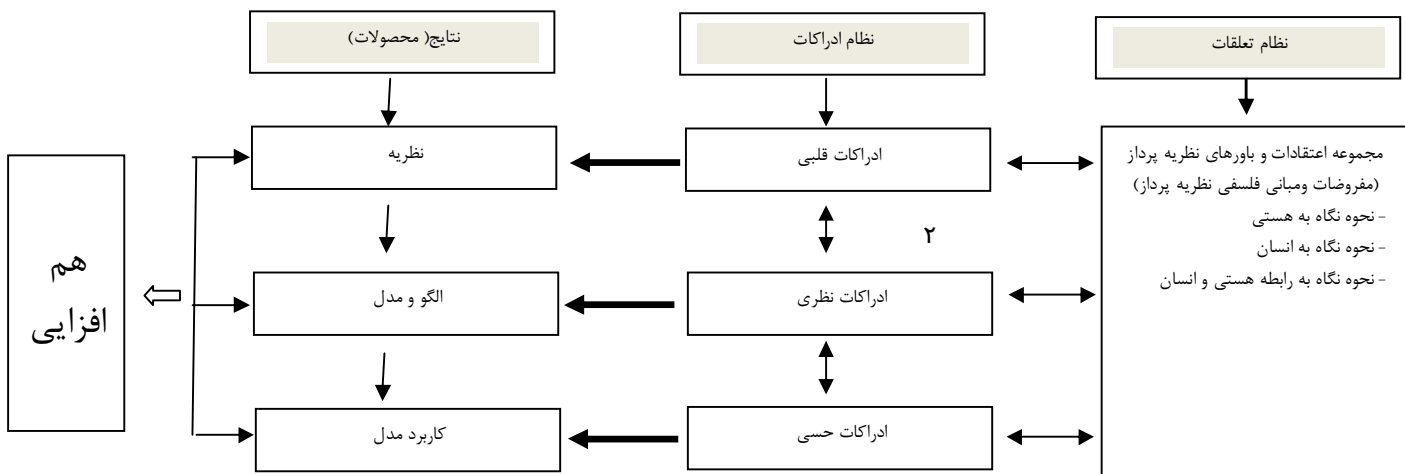 نظام تعلقات
نظام ادراکات
نتایج( محصولات)
مجموعه اعتقادات و باورهای نظریه پرداز
(مفروضات ومبانی فلسفی نظریه پرداز)
- نحوه نگاه به هستی
- نحوه نگاه به انسان
- نحوه نگاه به رابطه هستی و انسان
ادراکات قلبی
نظریه
۲
ادراکات نظری
الگو و مدل
ادراکات حسی
کاربرد مدل
هم
افزایی